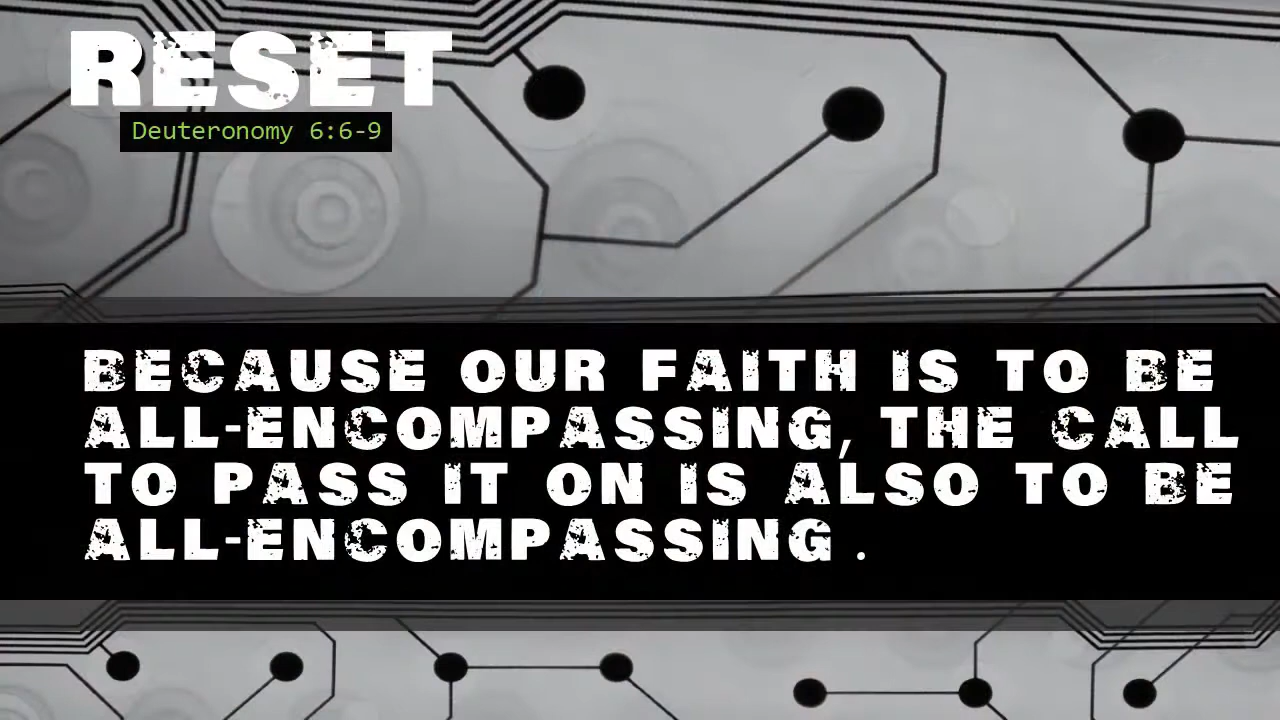 RESET
Deuteronomy 6:6-9
BECAUSE OUR FAITH IS TO BE
ALL-ENCOMPASSING, THE CALL
TO PASS IT ON IS ALSO TO BE
ALL-ENCOMPASSING .